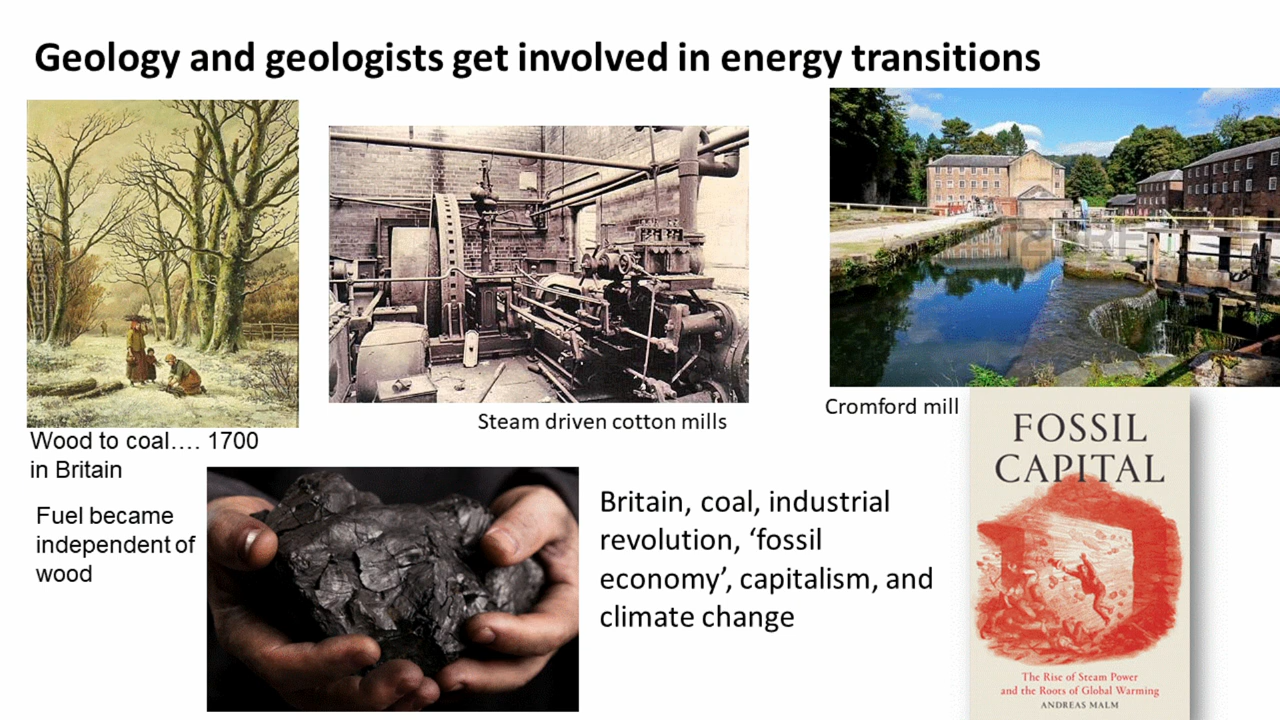 Geology and geologists get involved in energy transitions
Wood to coal…. 1700
in Britain
Fuel became
independent of
wood
Steam driven cotton mills
Cromford mill
Britain, coal, industrial
revolution, ‘fossil
economy’, capitalism, and
climate change
FOSSIL
CAPITAL
The Rise of Steam Power
and the Roots of Global Warming
ANDREAS MALM